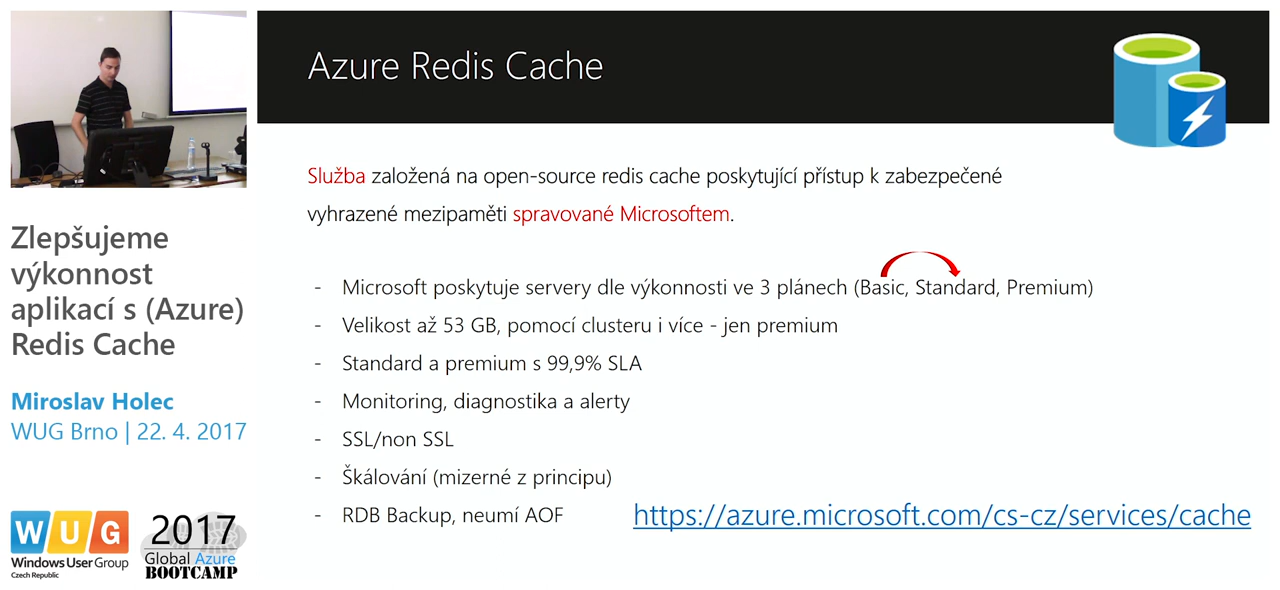 Azure Redis Cache
Služba založená na open-source redis cache poskytující přístup k zabezpečené
vyhrazené mezipaměti spravované Microsoftem.
- Microsoft poskytuje servery dle výkonnosti ve 3 plánech (Basic, Standard, Premium)
- Velikost až 53 GB, pomocí clusteru i více - jen premium
- Standard a premium s 99,9% SLA
- Monitoring, diagnostika a alerty
- SSL/non SSL
- Škálování (mizerné z principu)
- RDB Backup, neumí AOF
https://azure.microsoft.com/cs-cz/services/cache
Zlepšujeme
výkonnost
aplikací s (Azure)
Redis Cache
Miroslav Holec
WUG Brno | 22. 4. 2017
WUG
Windows User Group
Czech Republic
2017
Global Azure
BOOTCAMP